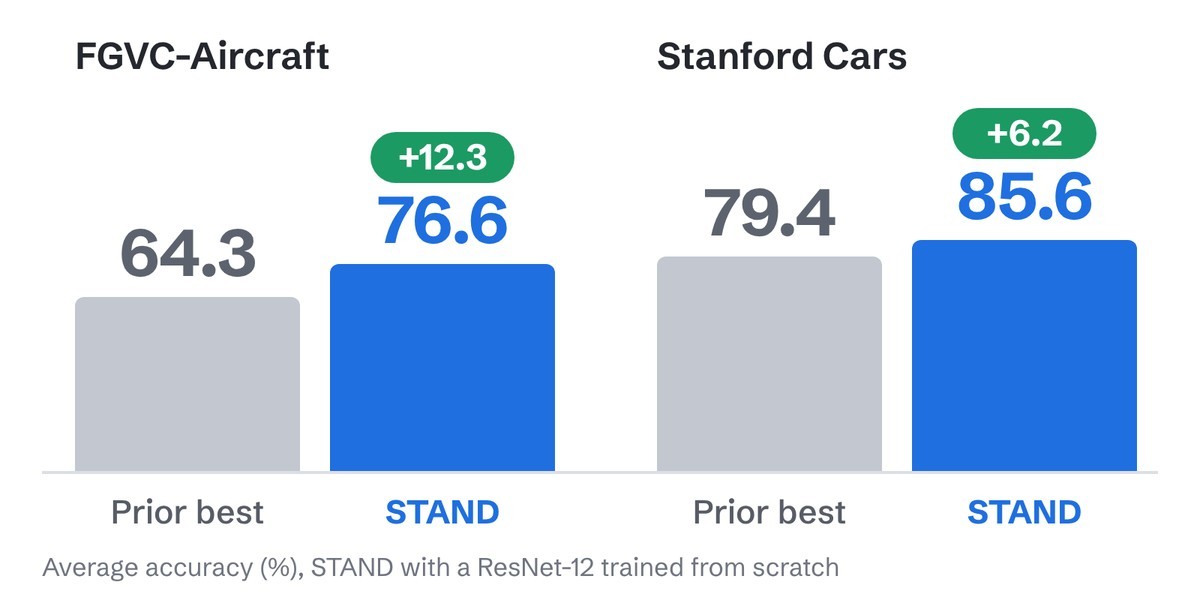 FGVC-Aircraft
+12.3
64.3
76.6
Prior best
STAND
Stanford Cars
+6.2
79.4
85.6
Prior best
STAND
Average accuracy (%), STAND with a ResNet-12 trained from scratch